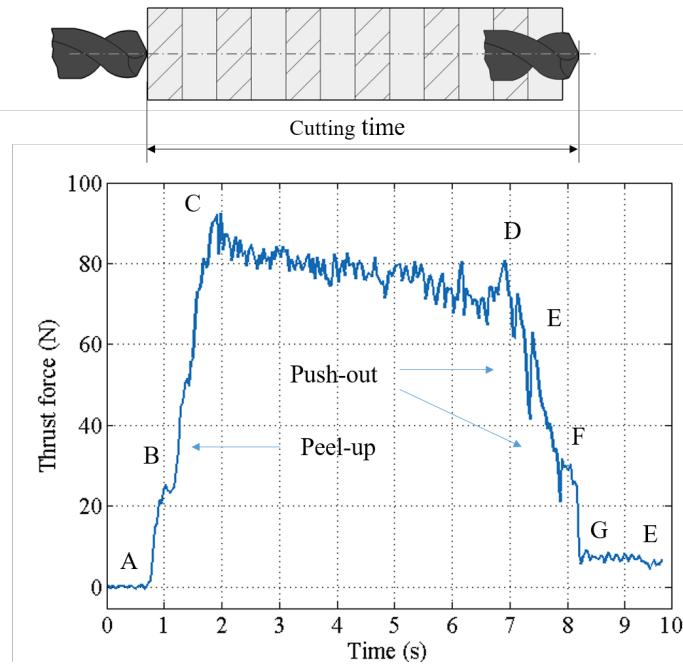 Cutting time
100
80
60
40
20
0
Thrust force (N)
A
B
C
D
E
F
G
E
Push-out
Peel-up
0 1 2 3 4 5 6 7 8 9 10
Time (s)